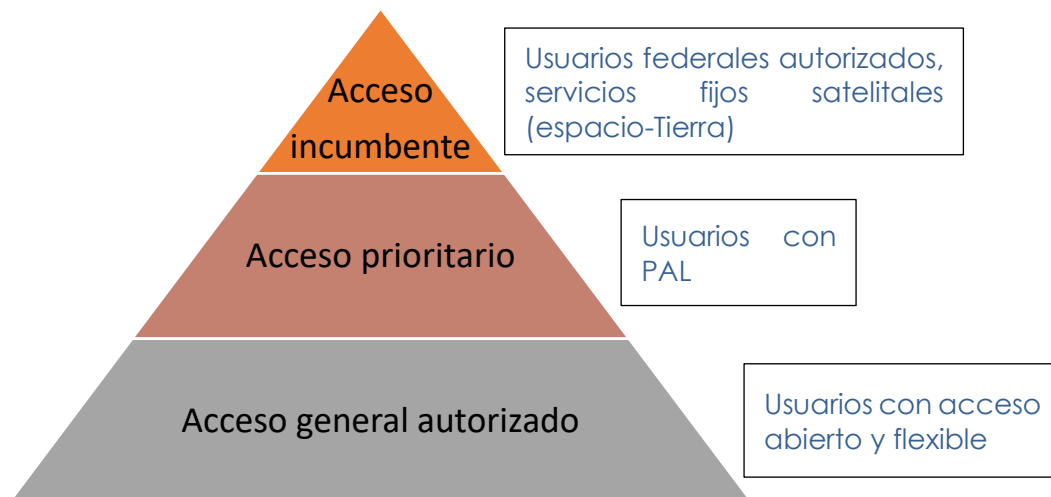 Acceso
incumbente
Usuarios federales autorizados,
servicios fijos satelitales
(espacio-Tierra)
Acceso prioritario
Usuarios con
PAL
Acceso general autorizado
Usuarios con acceso
abierto y flexible